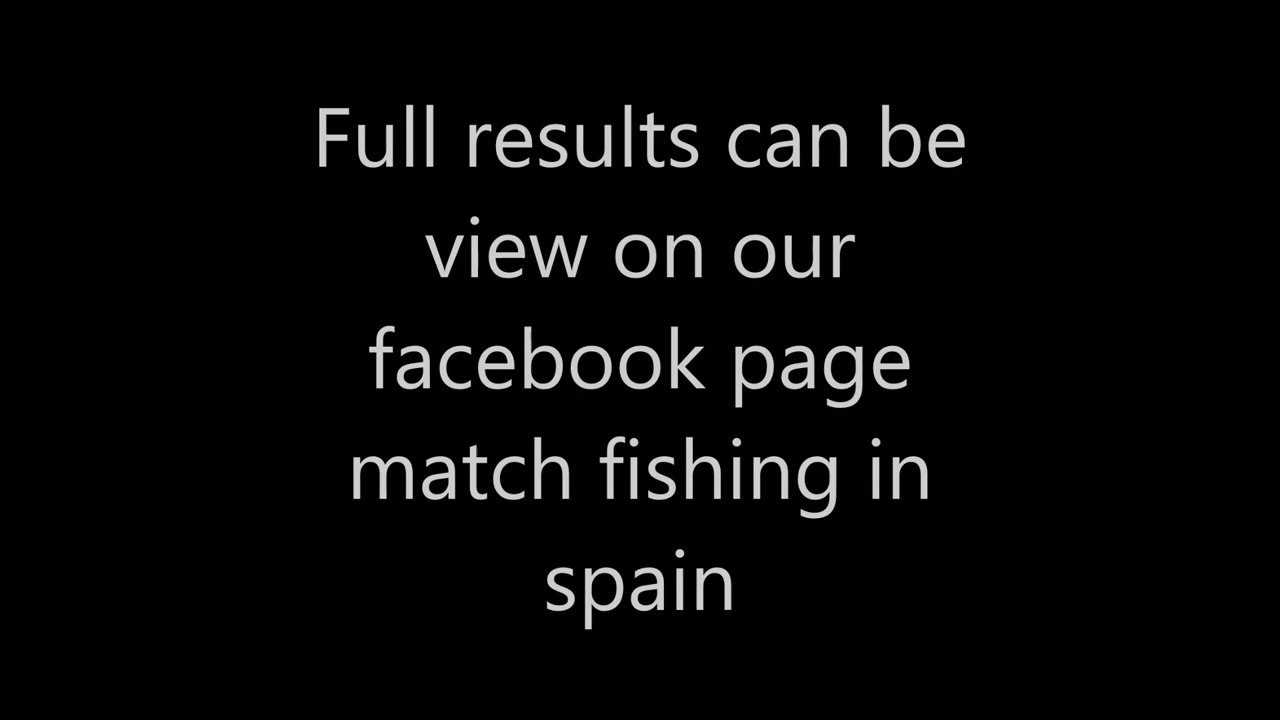 Full results can be
view on our
facebook page
match fishing in
spain